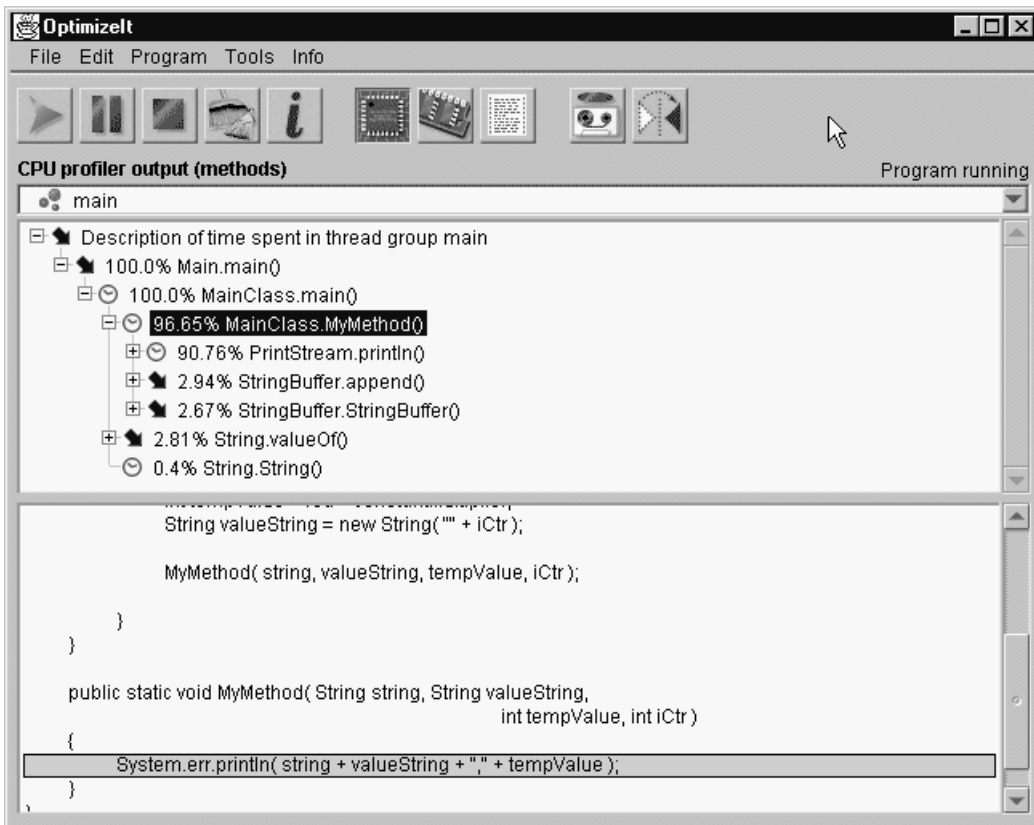 OptimizeIt
File Edit Program Tools Info
CPU profiler output (methods)
Program running
main
Description of time spent in thread group main
100.0% Main.main()
100.0% MainClass.main()
96.65% MainClass.MyMethod()
90.76% PrintStream.println()
2.94% StringBuffer.append()
2.67% StringBuffer.StringBuffer()
2.81% String.valueOf()
0.4% String.String()
String valueString = new String( "" + iCtr );
MyMethod( string, valueString, tempValue, iCtr );
}
}
public static void MyMethod( String string, String valueString,
int tempValue, int iCtr )
{
System.err.println( string + valueString + "," + tempValue );
}